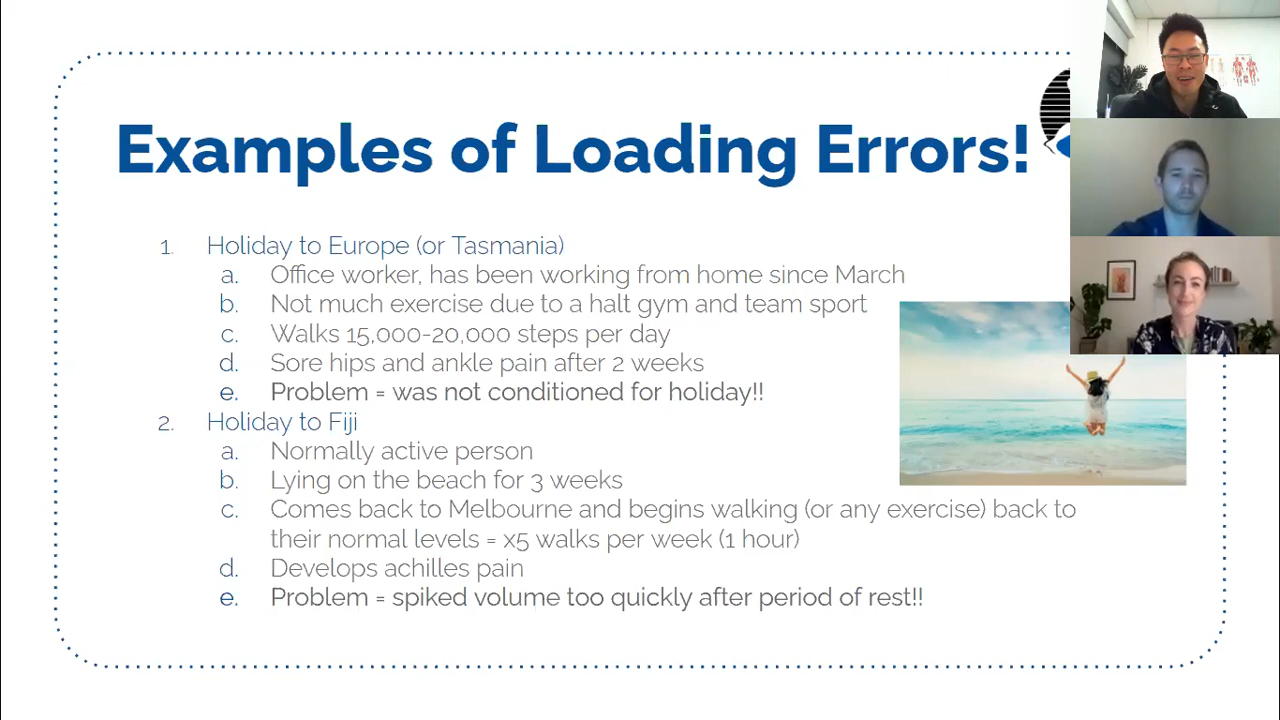 Examples of Loading Errors!
1. Holiday to Europe (or Tasmania)
a. Office worker, has been working from home since March
b. Not much exercise due to a halt gym and team sport
c. Walks 15,000-20,000 steps per day
d. Sore hips and ankle pain after 2 weeks
e. Problem = was not conditioned for holiday!!
2. Holiday to Fiji
a. Normally active person
b. Lying on the beach for 3 weeks
c. Comes back to Melbourne and begins walking (or any exercise) back to
their normal levels = x5 walks per week (1 hour)
d. Develops achilles pain
e. Problem = spiked volume too quickly after period of rest!!